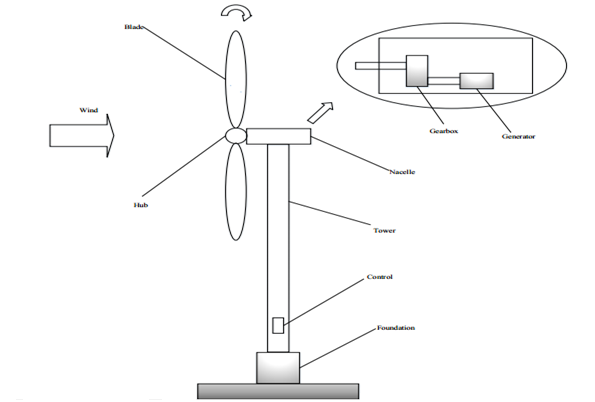 Blade
Wind
Gearbox
Generator
Nacelle
Hub
Tower
Control
Foundation